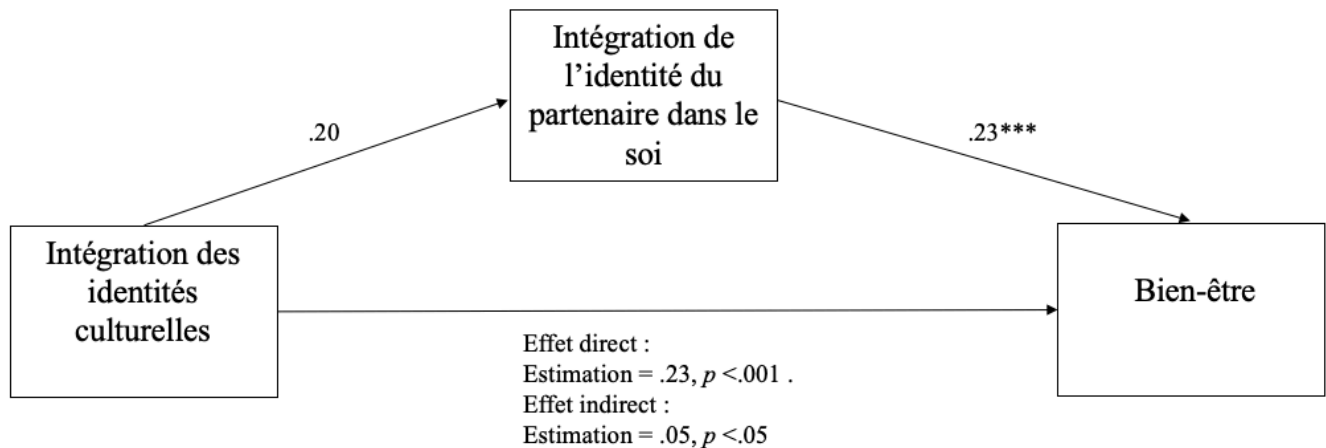 Intégration de
l’identité du
partenaire dans le
soi
.20
.23***
Intégration des
identités
culturelles
Bien-être
Effet direct :
Estimation = .23, p <.001 .
Effet indirect :
Estimation = .05, p <.05